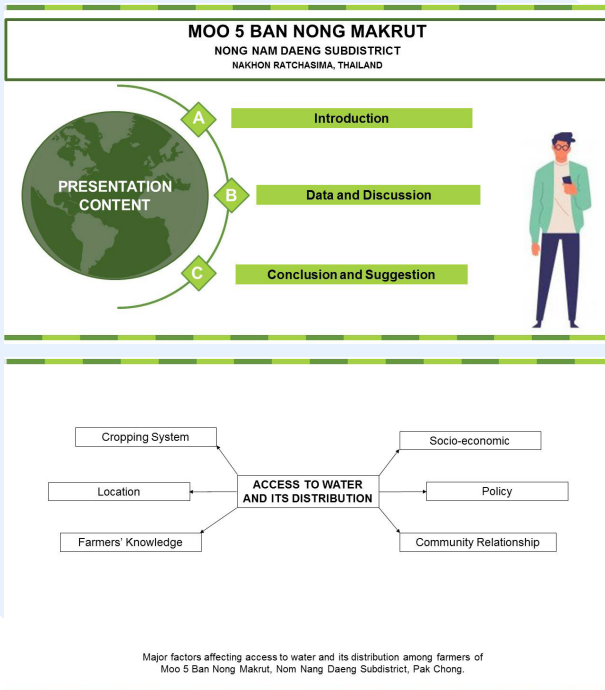 MOO 5 BAN NONG MAKRUT
NONG NAM DAENG SUBDISTRICT
NAKHON RATCHASIMA, THAILAND
PRESENTATION
CONTENT
A
Introduction
B
Data and Discussion
C
Conclusion and Suggestion
Cropping System
Socio-economic
Location
ACCESS TO WATER
AND ITS DISTRIBUTION
Policy
Farmers' Knowledge
Community Relationship
Major factors affecting access to water and its distribution among farmers of
Moo 5 Ban Nong Makrut, Nom Nang Daeng Subdistrict, Pak Chong.